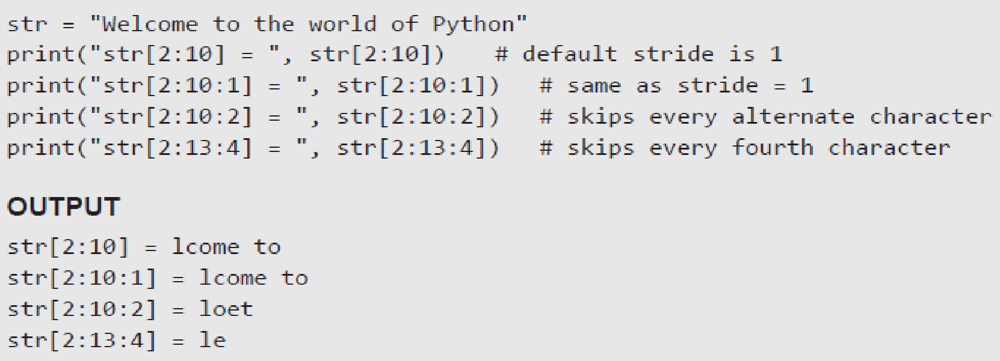 str = "Welcome to the world of Python"
print("str[2:10] = ", str[2:10])    # default stride is 1
print("str[2:10:1] = ", str[2:10:1])   # same as stride = 1
print("str[2:10:2] = ", str[2:10:2])   # skips every alternate character
print("str[2:13:4] = ", str[2:13:4])   # skips every fourth character
OUTPUT
str[2:10] = lcome to
str[2:10:1] = lcome to
str[2:10:2] = loet
str[2:13:4] = le